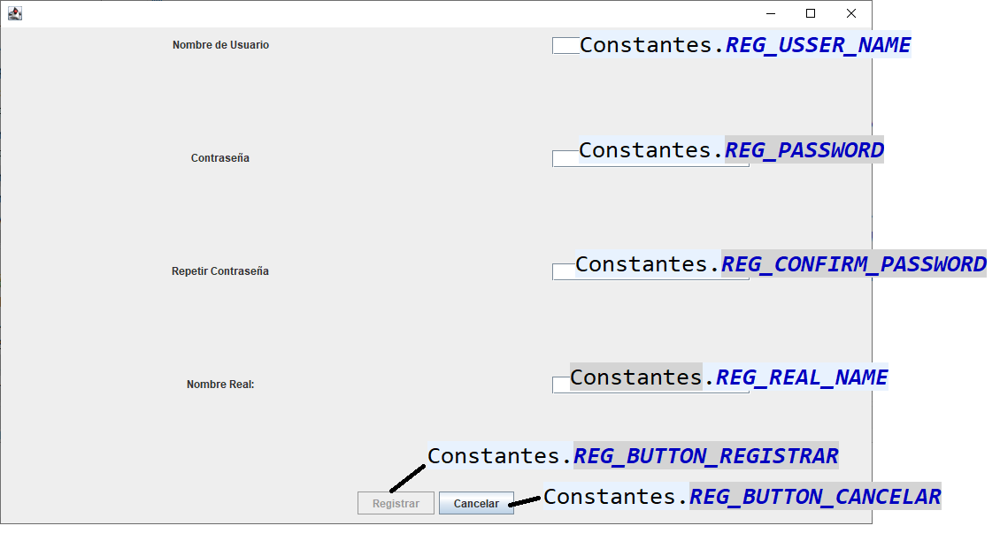 Nombre de Usuario Constantes.REG_USSER_NAME
Contraseña Constantes.REG_PASSWORD
Repetir Contraseña Constantes.REG_CONFIRM_PASSWORD
Nombre Real: Constantes.REG_REAL_NAME
Constantes.REG_BUTTON_REGISTRAR
Registrar Cancelar Constantes.REG_BUTTON_CANCELAR